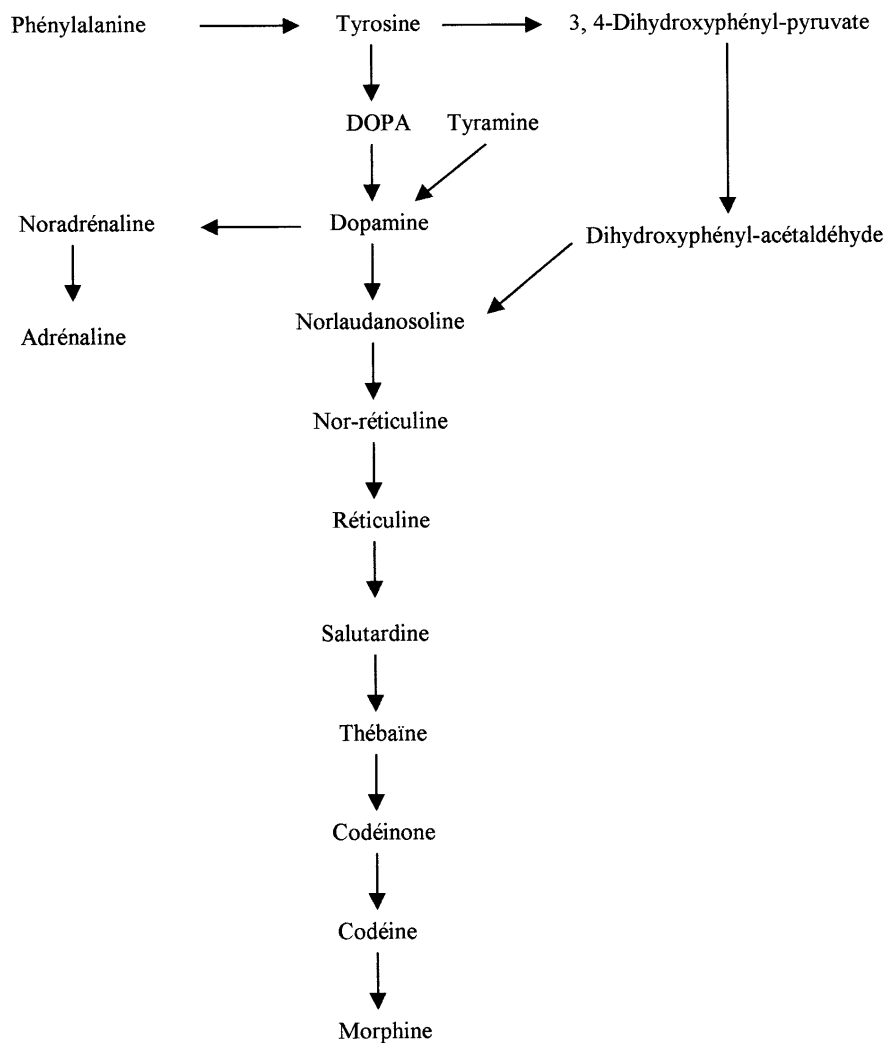 Phénylalanine Tyrosine 3, 4-Dihydroxyphényl-pyruvate
DOPA Tyramine
Noradrénaline Dopamine Dihydroxyphényl-acétaldéhyde
Norlaudanosoline
Adrénaline
Nor-réticuline
Réticuline
Salutardine
Thébaïne
Codéinone
Codéine
Morphine